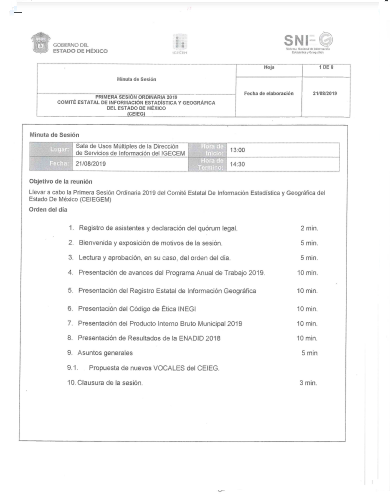 GOBIERNO DEL
ESTADO DE MÉXICO
SNI
Hoja
1 DE 8
Minuta de Sesión
PRIMERA SESIÓN ORDINARIA 2019
COMITÉ ESTATAL DE INFORMACIÓN ESTADÍSTICA Y GEOGRÁFICA
DEL ESTADO DE MÉXICO
(CEIEG)
Fecha de elaboración
21/08/2019
Minuta de Sesión
Lugar:
Sala de Usos Múltiples de la Dirección
de Servicios de Información del IGECEM
Hora de
Inicio:
13:00
Fecha:
21/08/2019
Hora de
Término:
14:30
Objetivo de la reunión
Llevar a cabo la Primera Sesión Ordinaria 2019 del Comité Estatal De Información Estadística y Geográfica del
Estado De México (CEIEGEM)
Orden del día
1. Registro de asistentes y declaración del quórum legal. 2 min.
2. Bienvenida y exposición de motivos de la sesión. 5 min.
3. Lectura y aprobación, en su caso, del orden del día. 5 min.
4. Presentación de avances del Programa Anual de Trabajo 2019. 10 min.
5. Presentación del Registro Estatal de Información Geográfica 10 min.
6. Presentación del Código de Ética INEGI 10 min.
7. Presentación del Producto Interno Bruto Municipal 2019 10 min.
8. Presentación de Resultados de la ENADID 2018 10 min.
9. Asuntos generales 5 min
9.1. Propuesta de nuevos VOCALES del CEIEG.
10. Clausura de la sesión. 3 min.